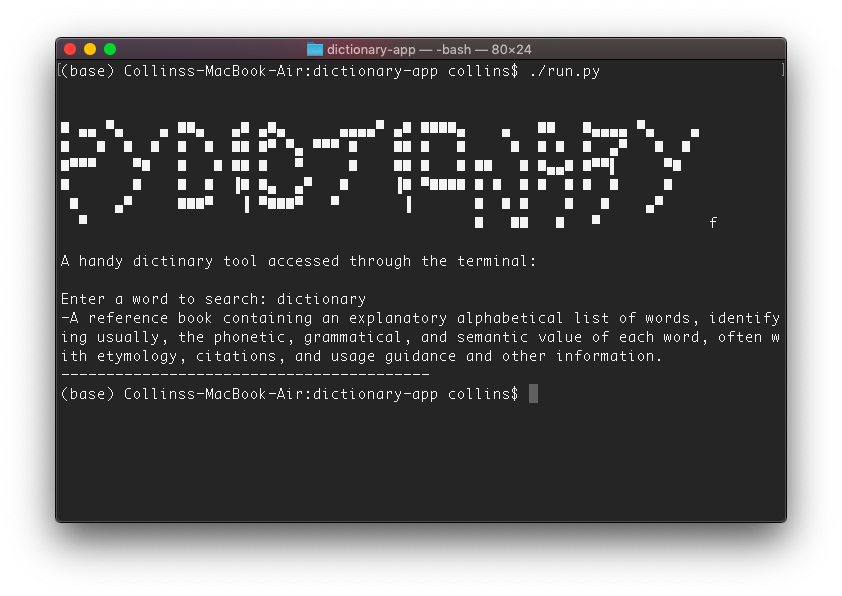 dictionary-app — -bash — 80×24
(base) Collinss-MacBook-Air:dictionary-app collins$ ./run.py
f
A handy dictinary tool accessed through the terminal:
Enter a word to search: dictionary
-A reference book containing an explanatory alphabetical list of words, identify
ing usually, the phonetic, grammatical, and semantic value of each word, often w
ith etymology, citations, and usage guidance and other information.
-----------------------------------------
(base) Collinss-MacBook-Air:dictionary-app collins$